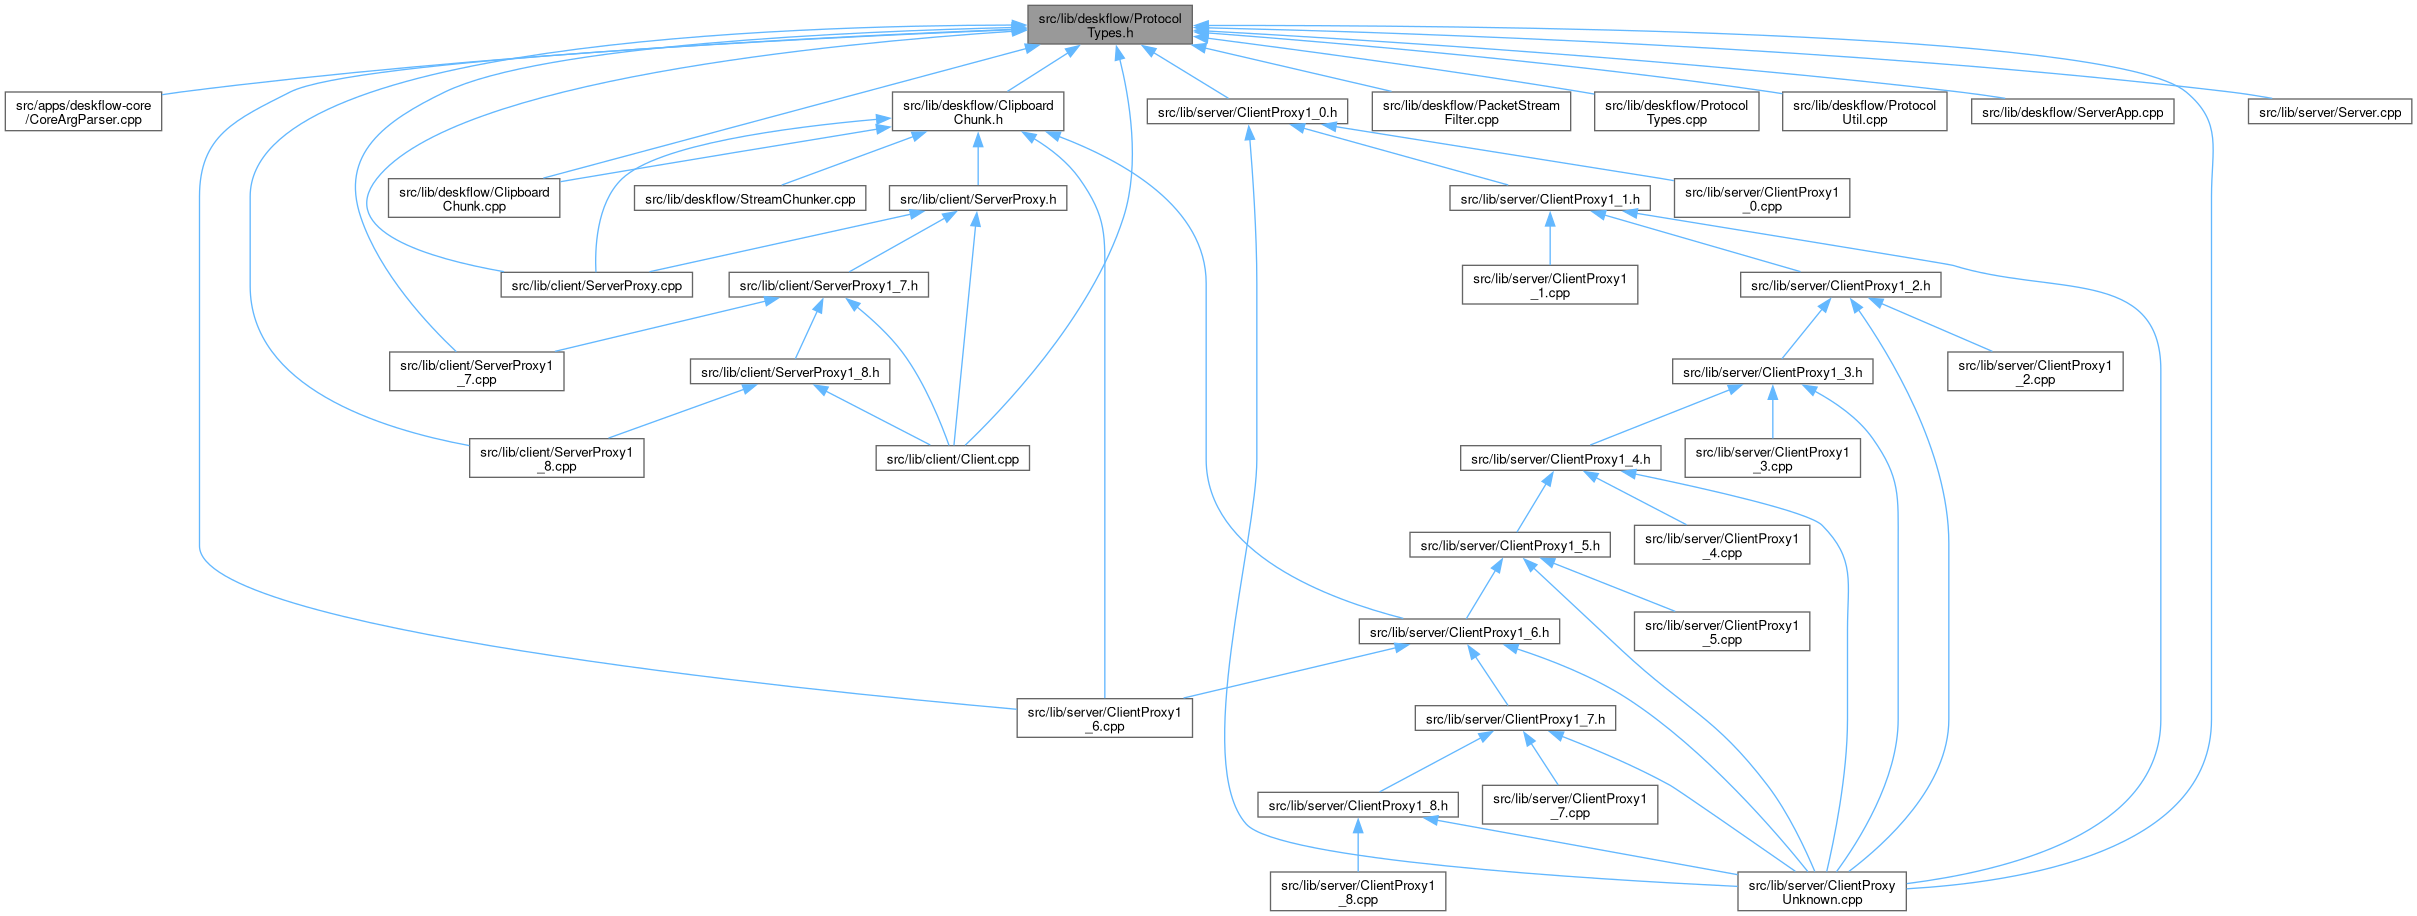 src/lib/deskflow/Protocol
Types.h
src/apps/deskflow-core
/CoreArgParser.cpp
src/lib/deskflow/Clipboard
Chunk.h
src/lib/server/ClientProxy1_0.h
src/lib/deskflow/PacketStream
Filter.cpp
src/lib/deskflow/Protocol
Types.cpp
src/lib/deskflow/Protocol
Util.cpp
src/lib/deskflow/ServerApp.cpp
src/lib/server/Server.cpp
src/lib/deskflow/Clipboard
Chunk.cpp
src/lib/deskflow/StreamChunker.cpp
src/lib/client/ServerProxy.h
src/lib/server/ClientProxy1_1.h
src/lib/server/ClientProxy1
_0.cpp
src/lib/client/ServerProxy.cpp
src/lib/client/ServerProxy1_7.h
src/lib/server/ClientProxy1
_1.cpp
src/lib/server/ClientProxy1_2.h
src/lib/client/ServerProxy1
_7.cpp
src/lib/client/ServerProxy1_8.h
src/lib/server/ClientProxy1_3.h
src/lib/server/ClientProxy1
_2.cpp
src/lib/client/ServerProxy1
_8.cpp
src/lib/client/Client.cpp
src/lib/server/ClientProxy1_4.h
src/lib/server/ClientProxy1
_3.cpp
src/lib/server/ClientProxy1_5.h
src/lib/server/ClientProxy1
_4.cpp
src/lib/server/ClientProxy1_6.h
src/lib/server/ClientProxy1
_5.cpp
src/lib/server/ClientProxy1
_6.cpp
src/lib/server/ClientProxy1_7.h
src/lib/server/ClientProxy1_8.h
src/lib/server/ClientProxy1
_7.cpp
src/lib/server/ClientProxy1
_8.cpp
src/lib/server/ClientProxy
Unknown.cpp